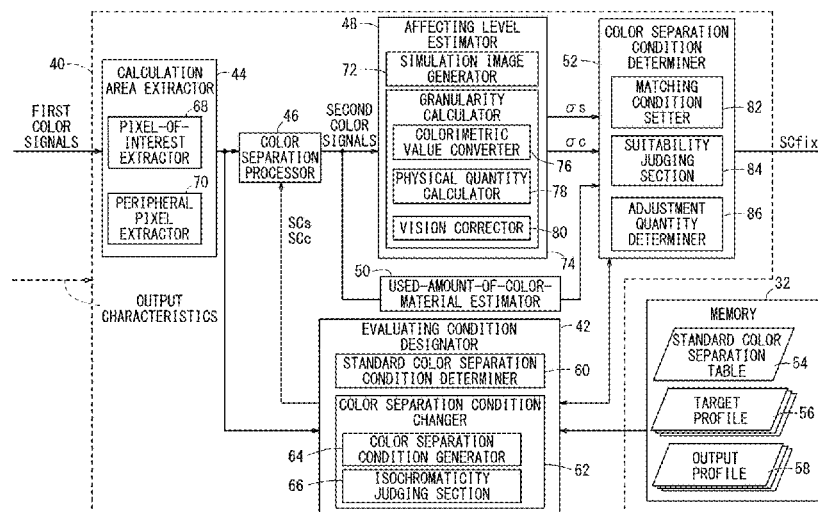 40
FIRST
COLOR
SIGNALS
CALCULATION
AREA EXTRACTOR
44
68
PIXEL-OF-
INTEREST
EXTRACTOR
70
PERIPHERAL
PIXEL
EXTRACTOR
OUTPUT
CHARACTERISTICS
46
COLOR
SEPARATION
PROCESSOR
SCs
SCc
SECOND
COLOR
SIGNALS
48
AFFECTING LEVEL
ESTIMATOR
72
SIMULATION IMAGE
GENERATOR
GRANULARITY
CALCULATOR
COLORIMETRIC
VALUE CONVERTER
76
PHYSICAL QUANTITY
CALCULATOR
78
VISION CORRECTOR
80
74
50
USED-AMOUNT-OF-COLOR-
MATERIAL ESTIMATOR
σs
σc
COLOR SEPARATION
CONDITION
DETERMINER
52
MATCHING
CONDITION
SETTER
82
SUITABILITY
JUDGING
SECTION
84
ADJUSTMENT
QUANTITY
DETERMINER
86
SCfix
EVALUATING CONDITION
DESIGNATOR
42
STANDARD COLOR SEPARATION
CONDITION DETERMINER
60
COLOR SEPARATION CONDITION
CHANGER
64
COLOR SEPARATION
CONDITION GENERATOR
62
66
ISOCHROMATICITY
JUDGING SECTION
32
MEMORY
STANDARD COLOR
SEPARATION
TABLE
54
TARGET
PROFILE
56
OUTPUT
PROFILE
58